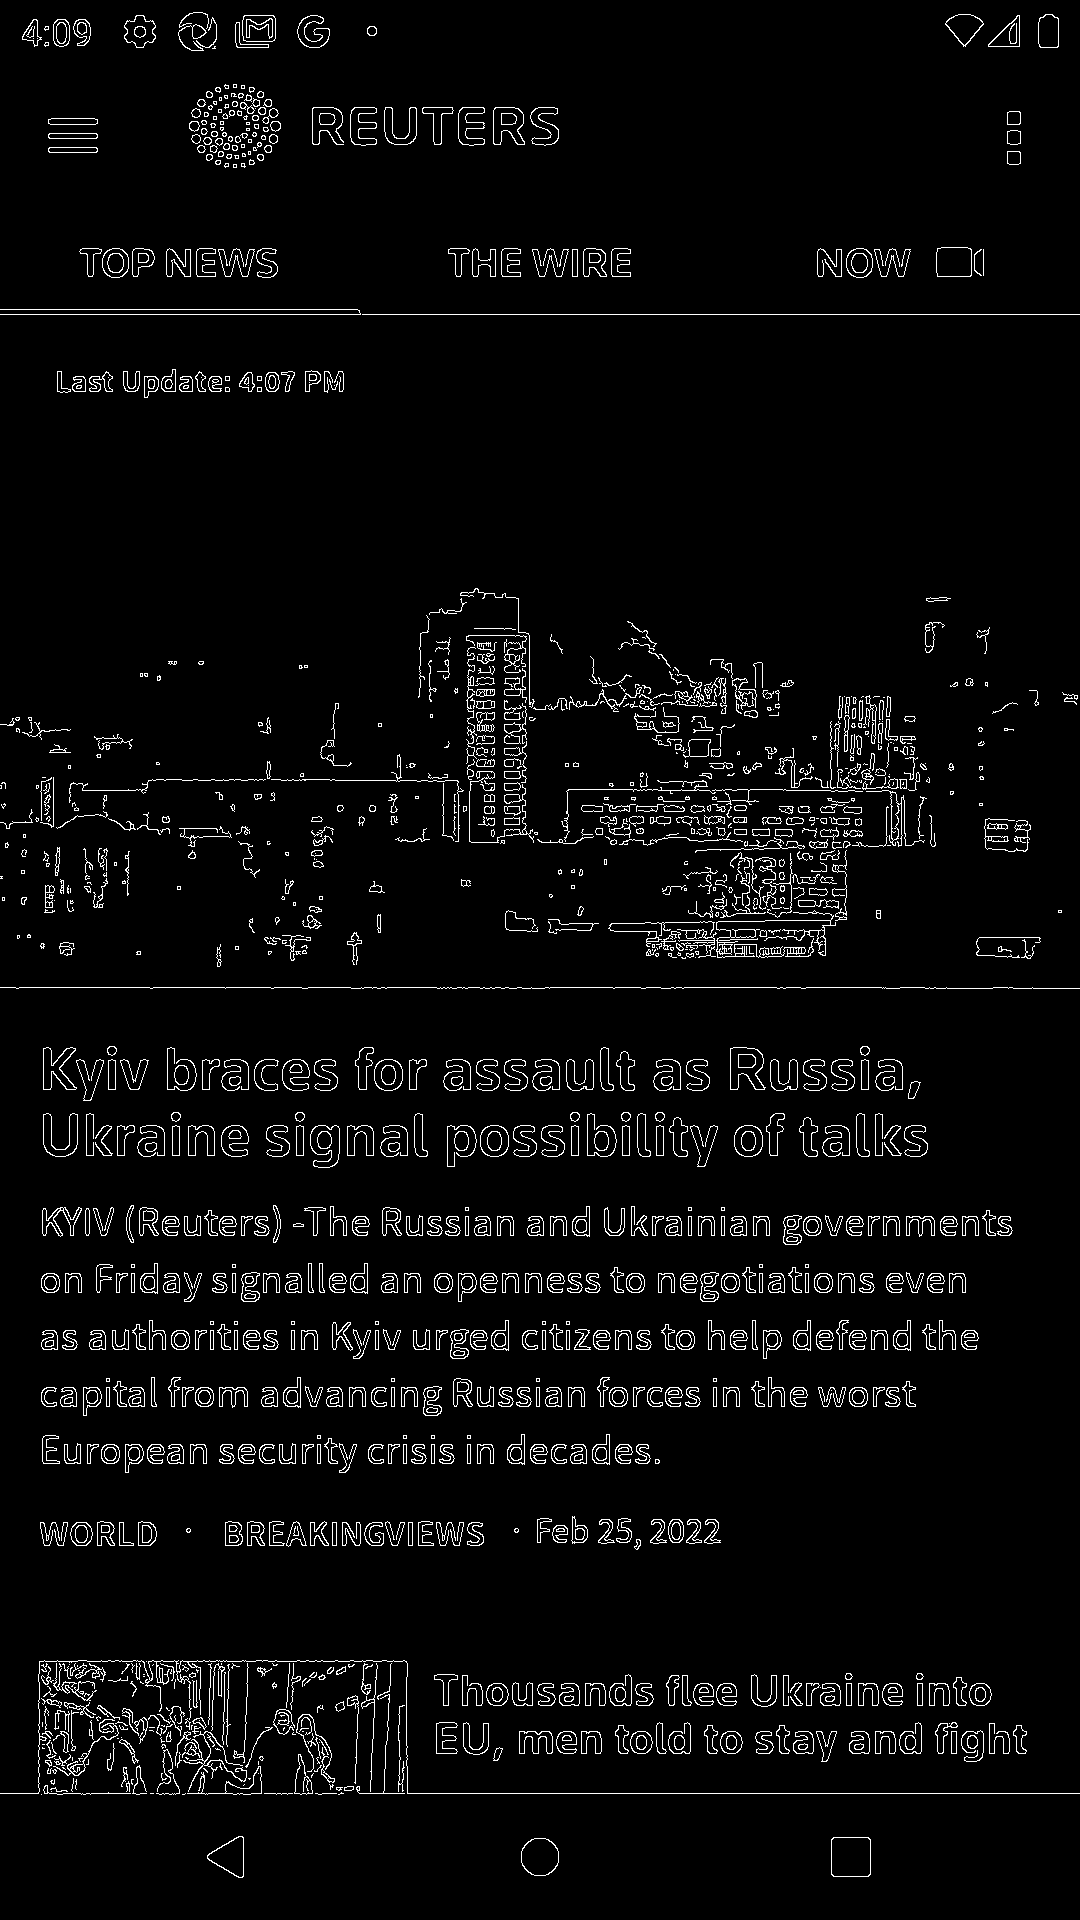 4:09
REUTERS
TOP NEWS
THE WIRE
NOW
Last Update: 4:07 PM
Kyiv braces for assault as Russia,
Ukraine signal possibility of talks
KYIV (Reuters) -The Russian and Ukrainian governments
on Friday signalled an openness to negotiations even
as authorities in Kyiv urged citizens to help defend the
capital from advancing Russian forces in the worst
European security crisis in decades.
WORLD · BREAKINGVIEWS · Feb 25, 2022
Thousands flee Ukraine into
EU, men told to stay and fight